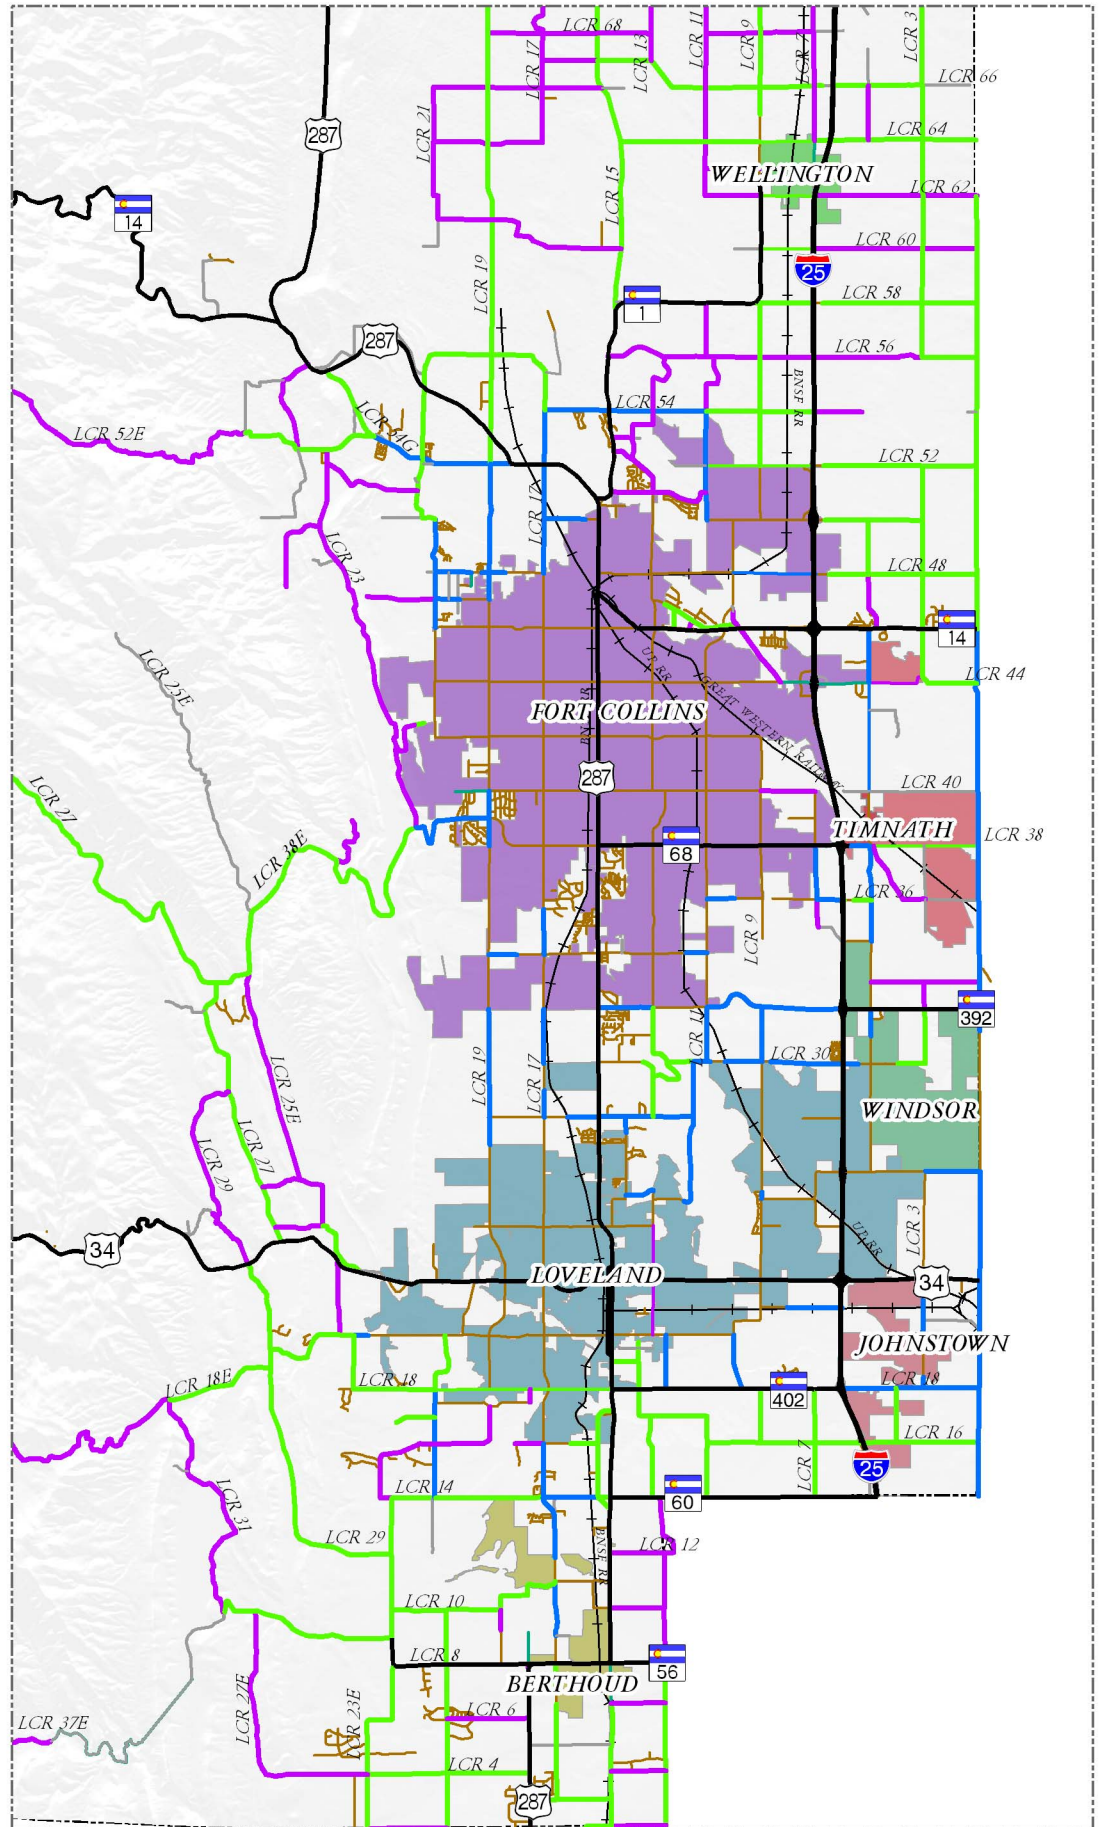 LCR 68
LCR 17
LCR 13
LCR 11
LCR 9
LCR 7
LCR 3
LCR 66
LCR 21
287
LCR 64
WELLINGTON
14
LCR 15
LCR 62
LCR 60
LCR 19
25
LCR 58
1
287
LCR 56
BNSF RR
LCR 54
LCR 52E
LCR 54G
LCR 52
LCR 17
LCR 23
LCR 48
14
LCR 25E
UP RR
LCR 44
GREAT WESTERN RAILWAY
FORT COLLINS
287
LCR 27
LCR 40
TIMNATH
LCR 38
68
LCR 38E
LCR 36
LCR 9
392
LCR 11
LCR 30
LCR 19
LCR 17
LCR 25E
WINDSOR
LCR 27
LCR 29
LCR 3
UP RR
34
LOVELAND
34
JOHNSTOWN
LCR 18E
LCR 18
LCR 18
402
LCR 16
LCR 7
25
LCR 14
60
LCR 31
LCR 29
BNSF RR
LCR 12
LCR 10
LCR 8
56
BERTHOUD
LCR 27E
LCR 23E
LCR 6
LCR 37E
LCR 4
287